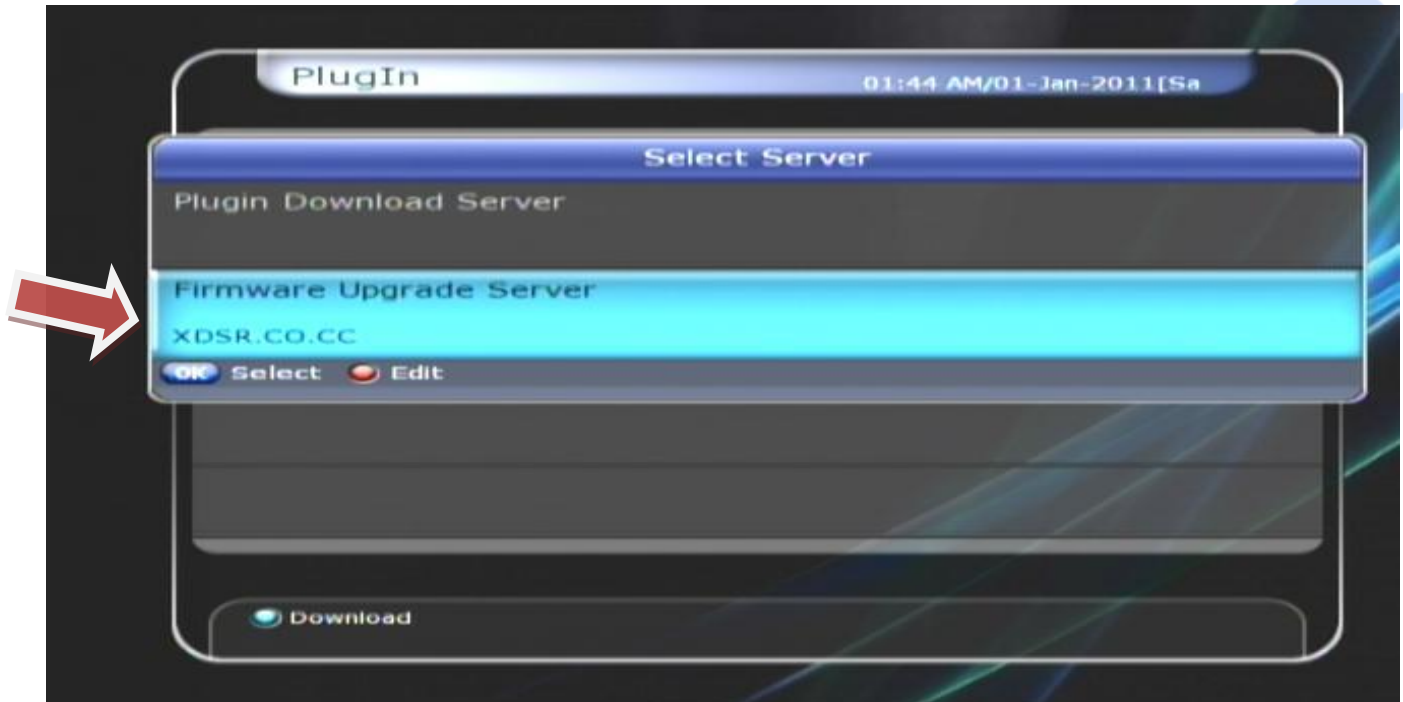 PlugIn
01:44 AM/01-Jan-2011[Sa
Select Server
Plugin Download Server
Firmware Upgrade Server
XDSR.CO.CC
OK Select Edit
Download